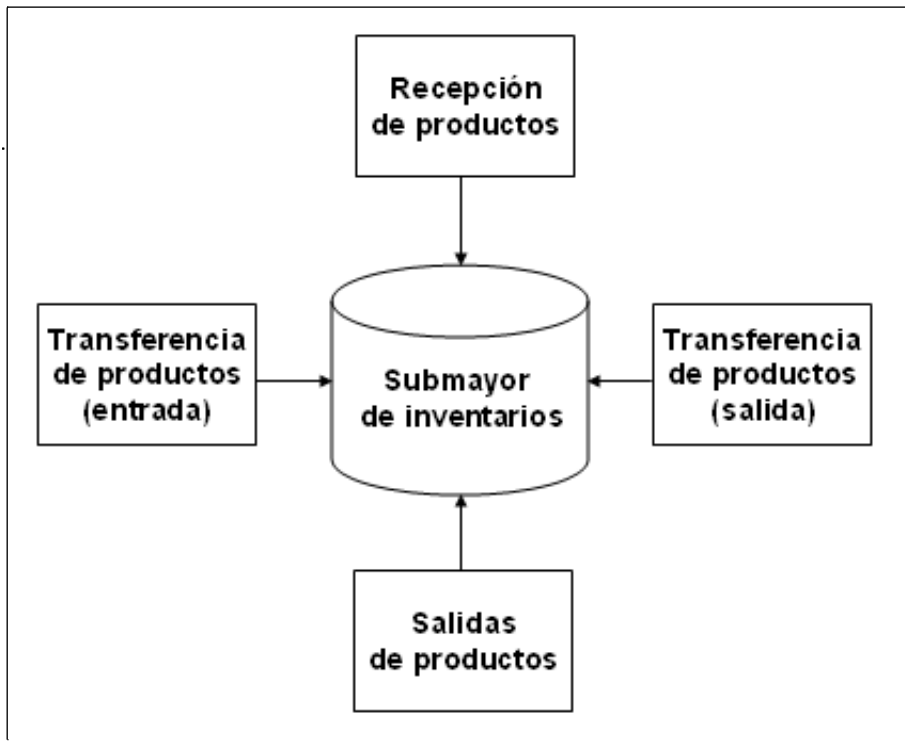 Recepción
de productos
Transferencia
de productos
(entrada)
Submayor
de inventarios
Transferencia
de productos
(salida)
Salidas
de productos